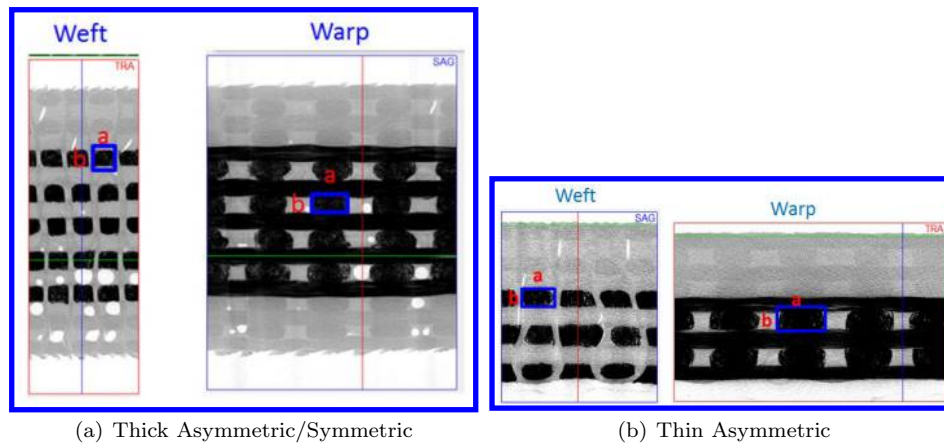 Weft
Warp
TRA
SAG
a
b
a
b
Weft
Warp
SAG
TRA
a
b
a
b
(a) Thick Asymmetric/Symmetric
(b) Thin Asymmetric